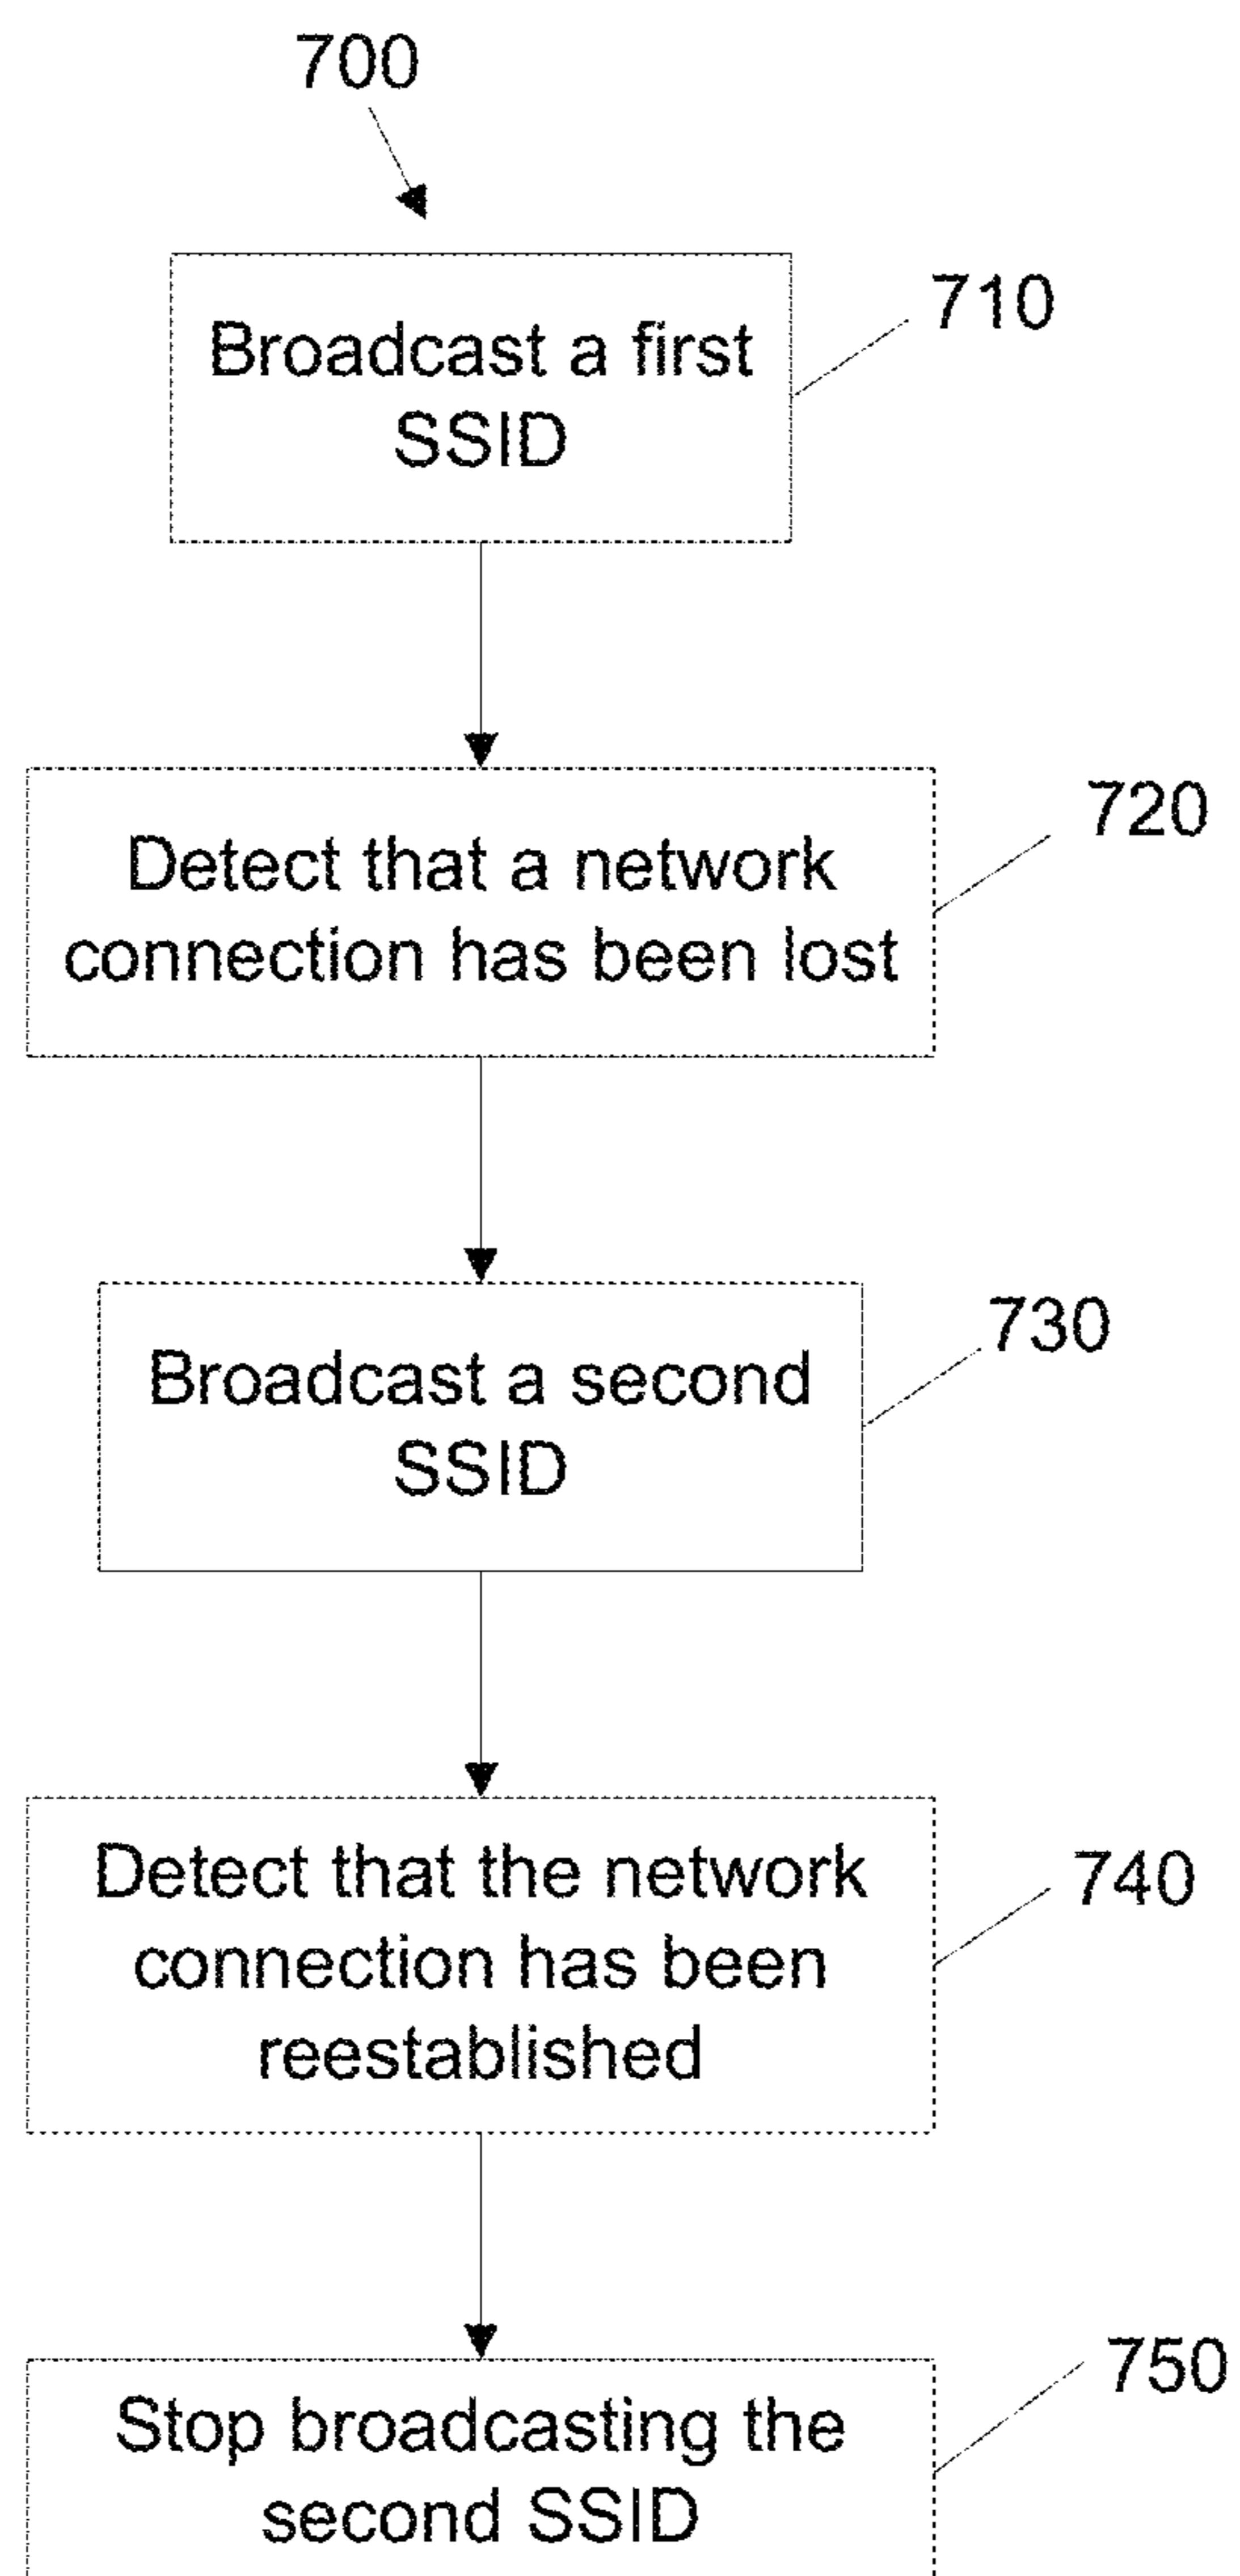 700
Broadcast a first
SSID
710
Detect that a network
connection has been lost
720
Broadcast a second
SSID
730
Detect that the network
connection has been
reestablished
740
Stop broadcasting the
second SSID
750